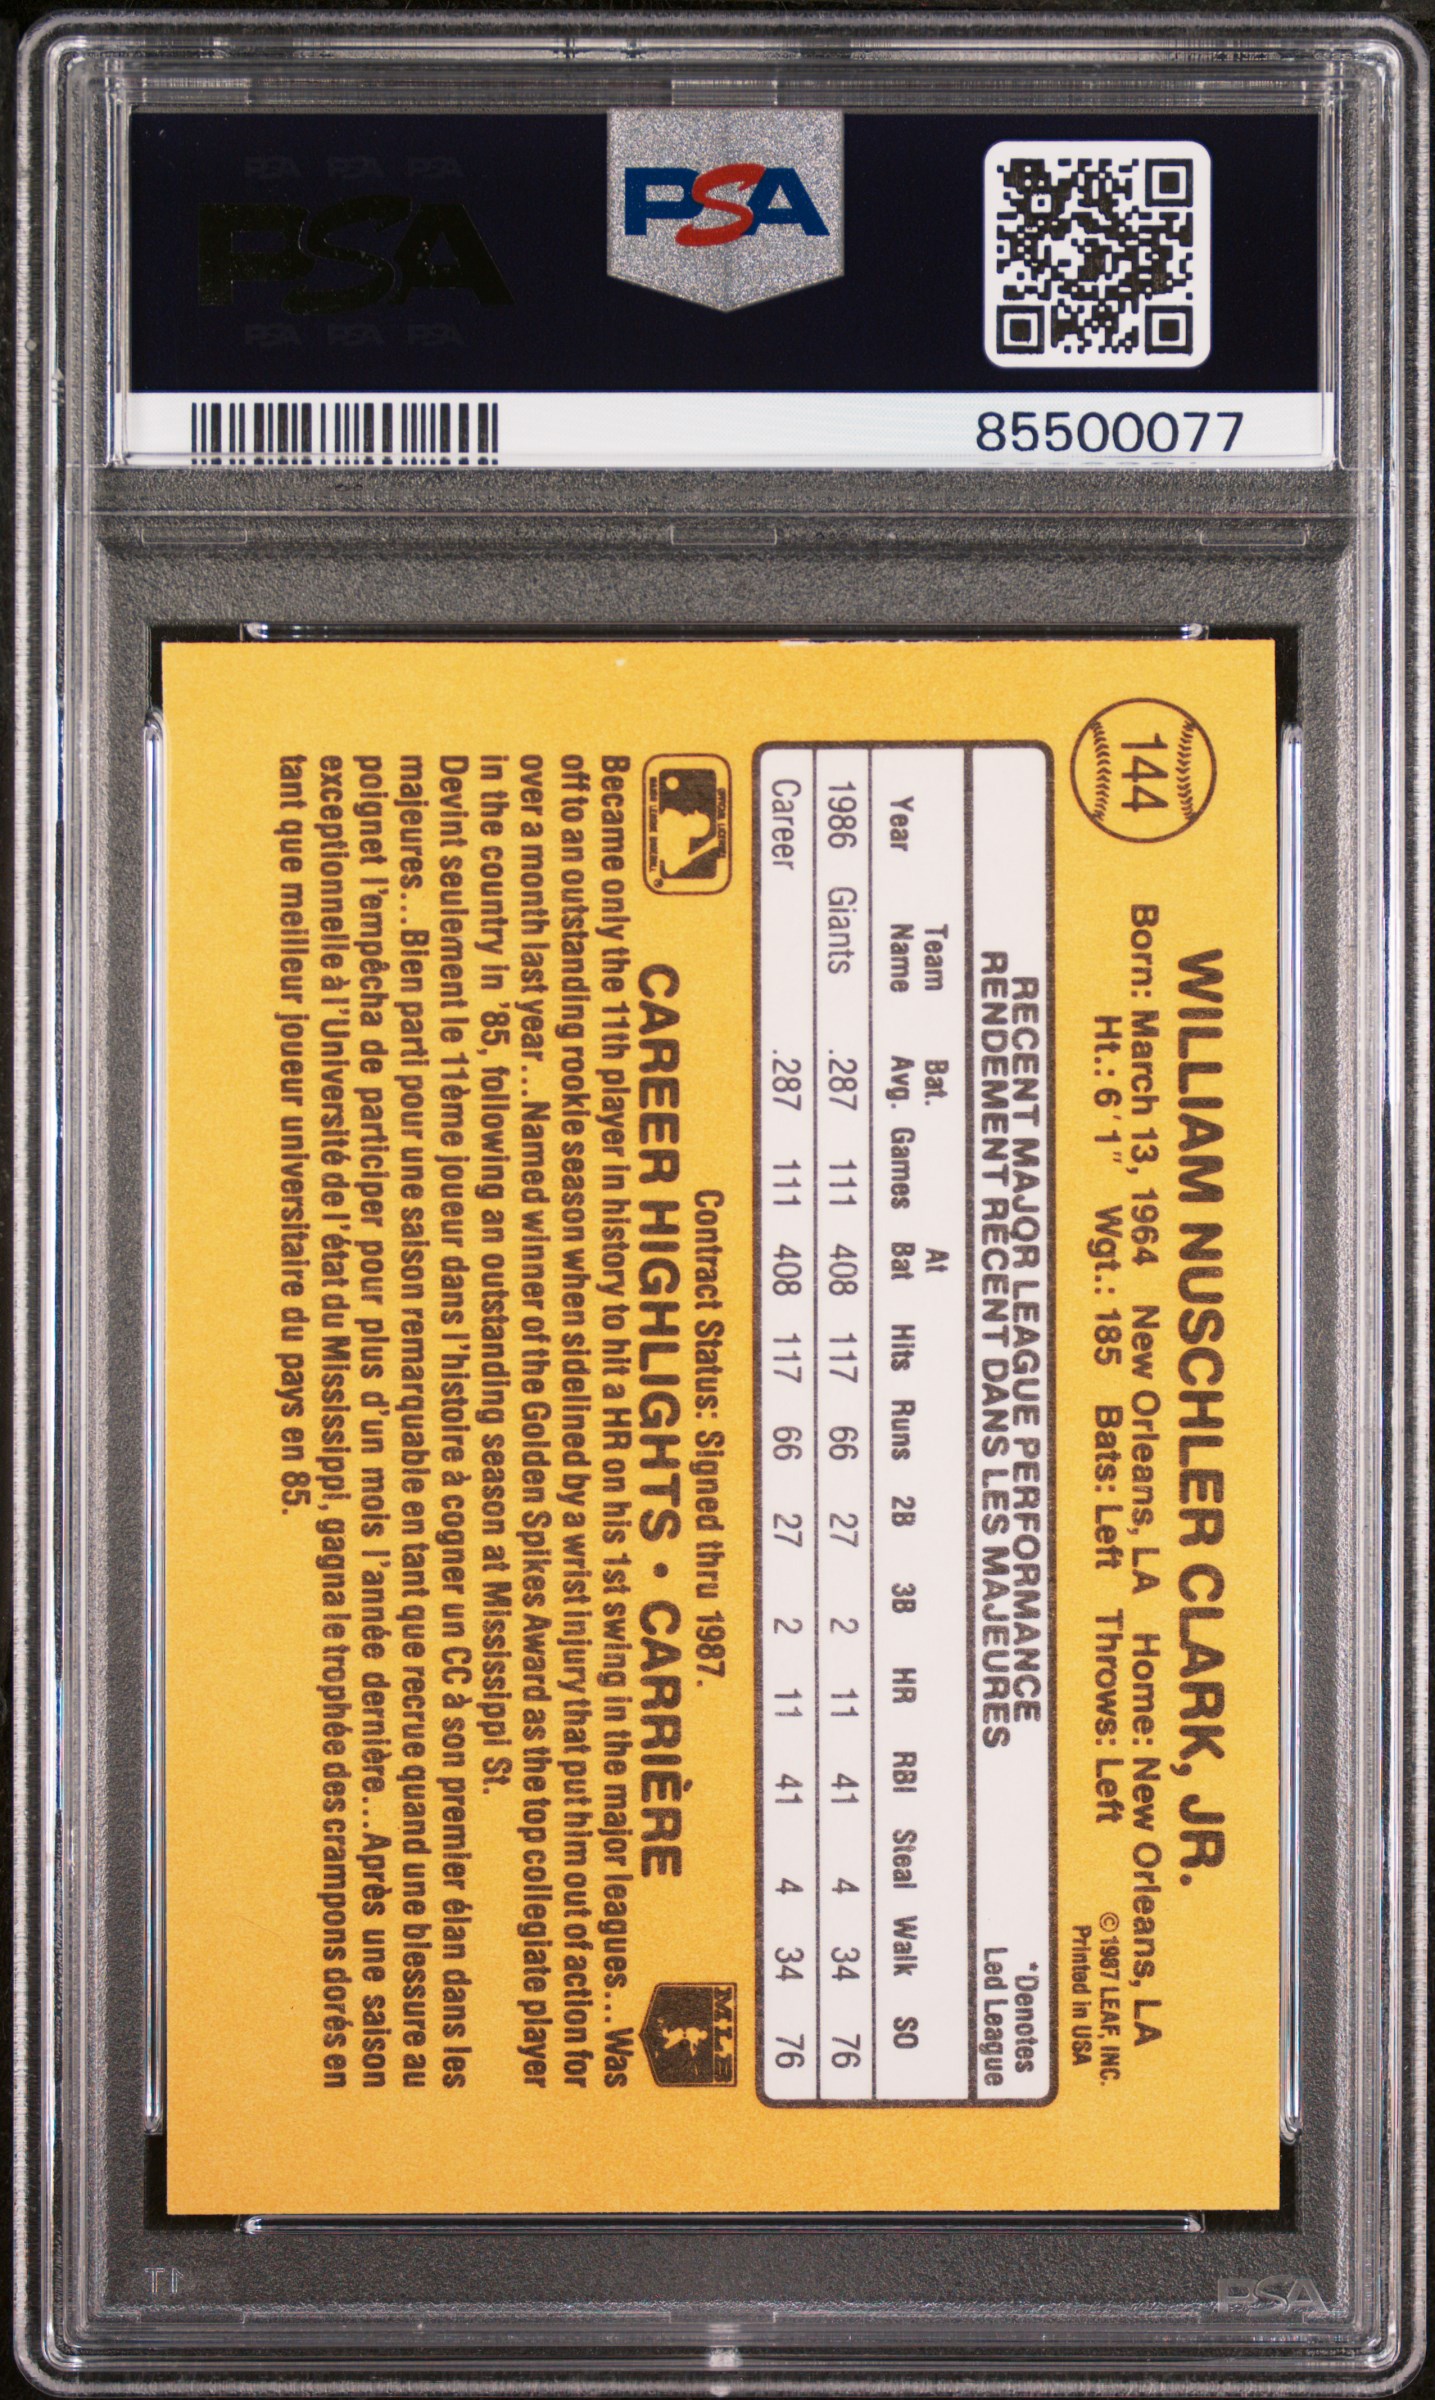 PSA
PSA PSA PSA
PSA
PSA PSA PSA
85500077
144
WILLIAM NUSCHLER CLARK, JR.
Born: March 13, 1964 New Orleans, LA Home: New Orleans, LA
Ht.: 6'1" Wgt.: 185 Bats: Left Throws: Left
© 1987 LEAF, INC.
Printed in USA
RECENT MAJOR LEAGUE PERFORMANCE
RENDEMENT RÉCENT DANS LES MAJEURES
*Denotes
Led League
Year Team Name Bat. Avg. Games At Bat Hits Runs 2B 3B HR RBI Steal Walk SO
1986 Giants .287 111 408 117 66 27 2 11 41 4 34 76
Career .287 111 408 117 66 27 2 11 41 4 34 76
Contract Status: Signed thru 1987.
CAREER HIGHLIGHTS • CARRIÈRE
MLB
Became only the 11th player in history to hit a HR on his 1st swing in the major leagues...Was
off to an outstanding rookie season when sidelined by a wrist injury that put him out of action for
over a month last year...Named winner of the Golden Spikes Award as the top collegiate player
in the country in '85, following an outstanding season at Mississippi St.
Devint seulement le 11ème joueur dans l'histoire à cogner un CC à son premier élan dans les
majeures...Bien parti pour une saison remarquable en tant que recrue quand une blessure au
poignet l'empêcha de participer pour plus d'un mois l'année dernière...Après une saison
exceptionnelle à l'Université de l'état du Mississippi, gagna le trophée des crampons dorés en
tant que meilleur joueur universitaire du pays en 85.
PSA